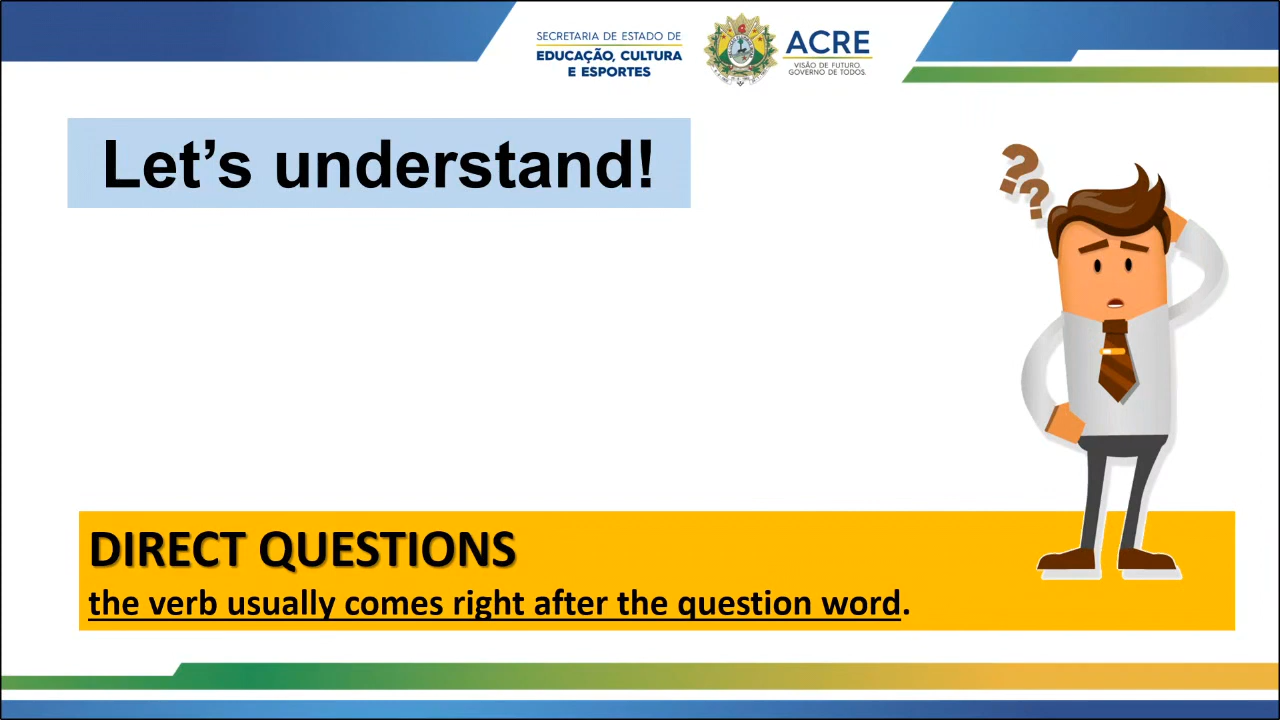 SECRETARIA DE ESTADO DE
EDUCAÇÃO, CULTURA
E ESPORTES
ACRE
VISÃO DE FUTURO.
GOVERNO DE TODOS.
Let’s understand!
??
DIRECT QUESTIONS
the verb usually comes right after the question word.